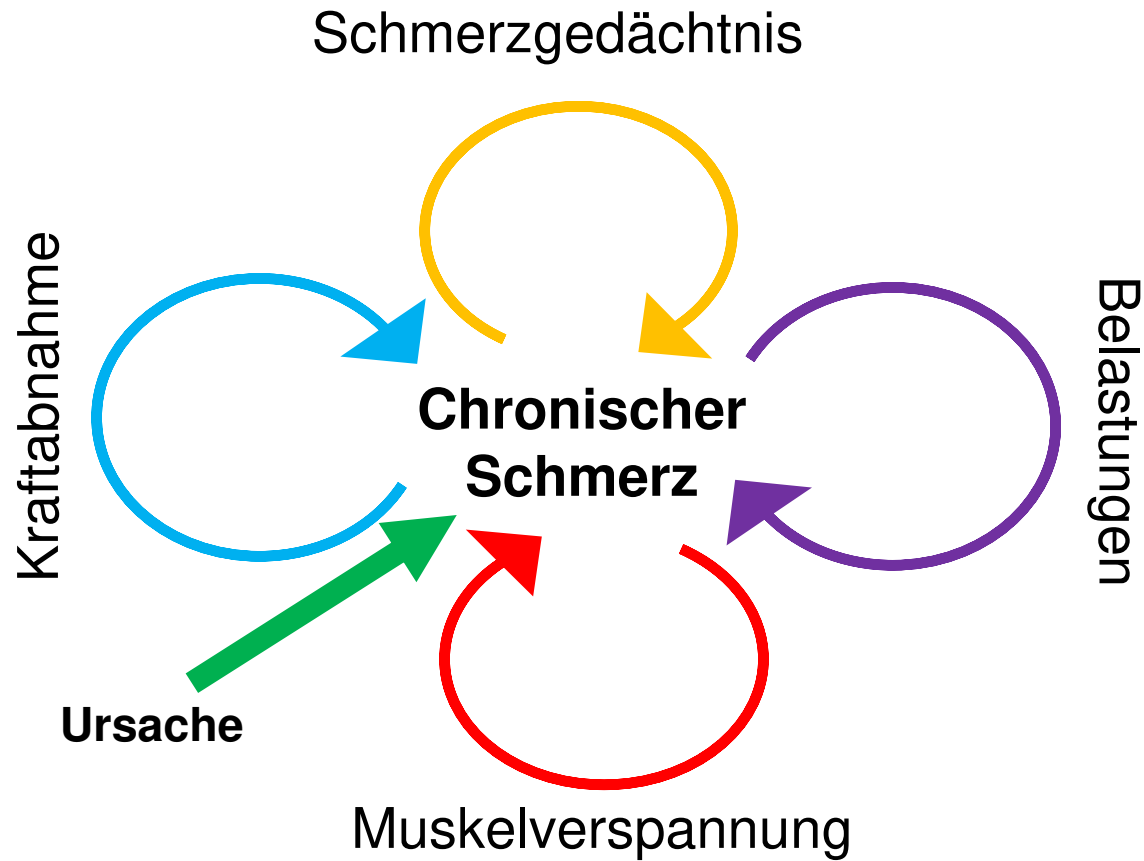 Schmerzgedächtnis
Kraftabnahme
Belastungen
Chronischer
Schmerz
Ursache
Muskelverspannung